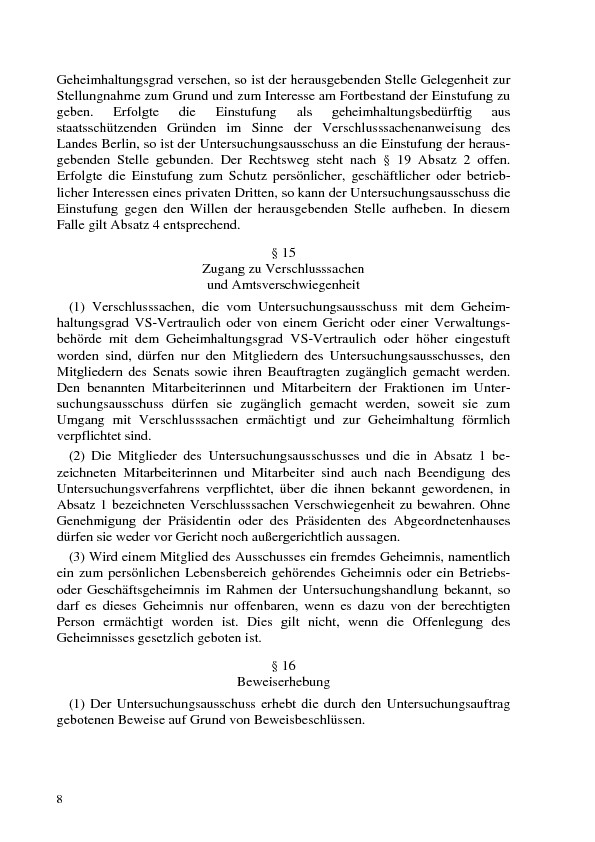 Geheimhaltungsgrad versehen, so ist der herausgebenden Stelle Gelegenheit zur
Stellungnahme zum Grund und zum Interesse am Fortbestand der Einstufung zu
geben. Erfolgte die Einstufung als geheimhaltungsbedürftig aus
staatsschützenden Gründen im Sinne der Verschlusssachenanweisung des
Landes Berlin, so ist der Untersuchungsausschuss an die Einstufung der heraus-
gebenden Stelle gebunden. Der Rechtsweg steht nach § 19 Absatz 2 offen.
Erfolgte die Einstufung zum Schutz persönlicher, geschäftlicher oder betrieb-
licher Interessen eines privaten Dritten, so kann der Untersuchungsausschuss die
Einstufung gegen den Willen der herausgebenden Stelle aufheben. In diesem
Falle gilt Absatz 4 entsprechend.
§ 15
Zugang zu Verschlusssachen
und Amtsverschwiegenheit
(1) Verschlusssachen, die vom Untersuchungsausschuss mit dem Geheim-
haltungsgrad VS-Vertraulich oder von einem Gericht oder einer Verwaltungs-
behörde mit dem Geheimhaltungsgrad VS-Vertraulich oder höher eingestuft
worden sind, dürfen nur den Mitgliedern des Untersuchungsausschusses, den
Mitgliedern des Senats sowie ihren Beauftragten zugänglich gemacht werden.
Den benannten Mitarbeiterinnen und Mitarbeitern der Fraktionen im Unter-
suchungsausschuss dürfen sie zugänglich gemacht werden, soweit sie zum
Umgang mit Verschlusssachen ermächtigt und zur Geheimhaltung förmlich
verpflichtet sind.
(2) Die Mitglieder des Untersuchungsausschusses und die in Absatz 1 be-
zeichneten Mitarbeiterinnen und Mitarbeiter sind auch nach Beendigung des
Untersuchungsverfahrens verpflichtet, über die ihnen bekannt gewordenen, in
Absatz 1 bezeichneten Verschlusssachen Verschwiegenheit zu bewahren. Ohne
Genehmigung der Präsidentin oder des Präsidenten des Abgeordnetenhauses
dürfen sie weder vor Gericht noch außergerichtlich aussagen.
(3) Wird einem Mitglied des Ausschusses ein fremdes Geheimnis, namentlich
ein zum persönlichen Lebensbereich gehörendes Geheimnis oder ein Betriebs-
oder Geschäftsgeheimnis im Rahmen der Untersuchungshandlung bekannt, so
darf es dieses Geheimnis nur offenbaren, wenn es dazu von der berechtigten
Person ermächtigt worden ist. Dies gilt nicht, wenn die Offenlegung des
Geheimnisses gesetzlich geboten ist.
§ 16
Beweiserhebung
(1) Der Untersuchungsausschuss erhebt die durch den Untersuchungsauftrag
gebotenen Beweise auf Grund von Beweisbeschlüssen.
8